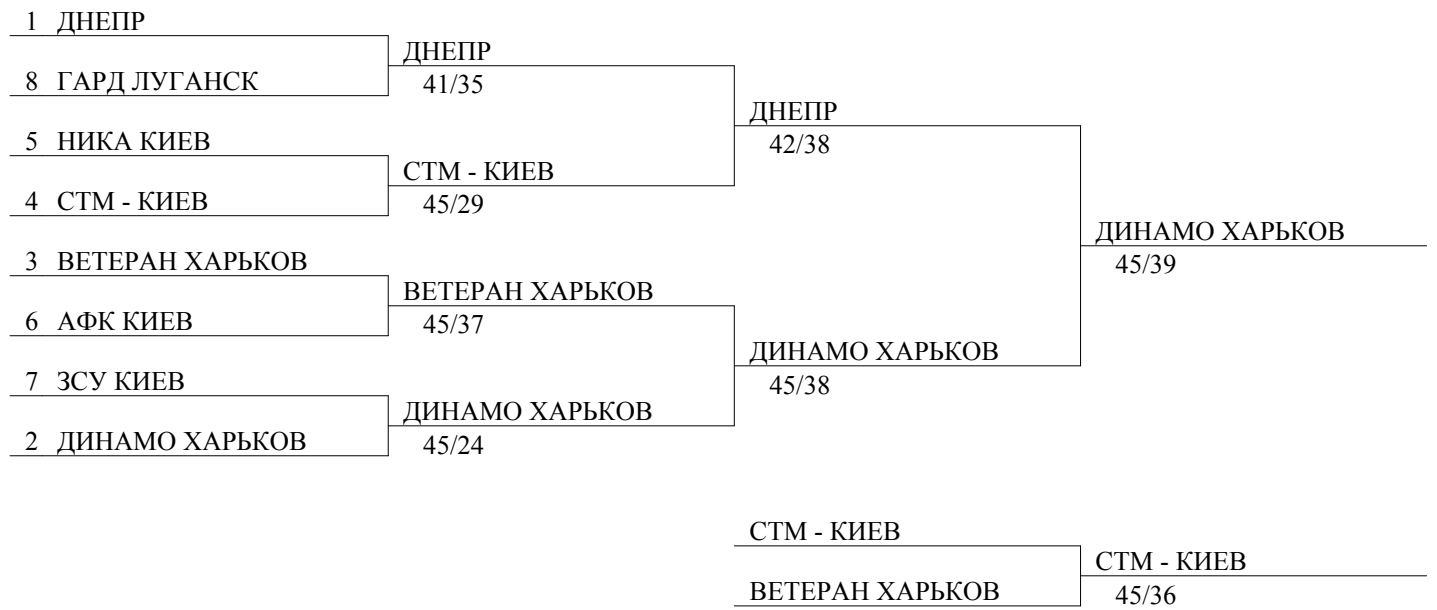 1 ДНЕПР
8 ГАРД ЛУГАНСК
5 НИКА КИЕВ
4 СТМ - КИЕВ
3 ВЕТЕРАН ХАРЬКОВ
6 АФК КИЕВ
7 ЗСУ КИЕВ
2 ДИНАМО ХАРЬКОВ
ДНЕПР
41/35
СТМ - КИЕВ
45/29
ВЕТЕРАН ХАРЬКОВ
45/37
ДИНАМО ХАРЬКОВ
45/24
ДНЕПР
42/38
ДИНАМО ХАРЬКОВ
45/38
ДИНАМО ХАРЬКОВ
45/39
СТМ - КИЕВ
ВЕТЕРАН ХАРЬКОВ
СТМ - КИЕВ
45/36